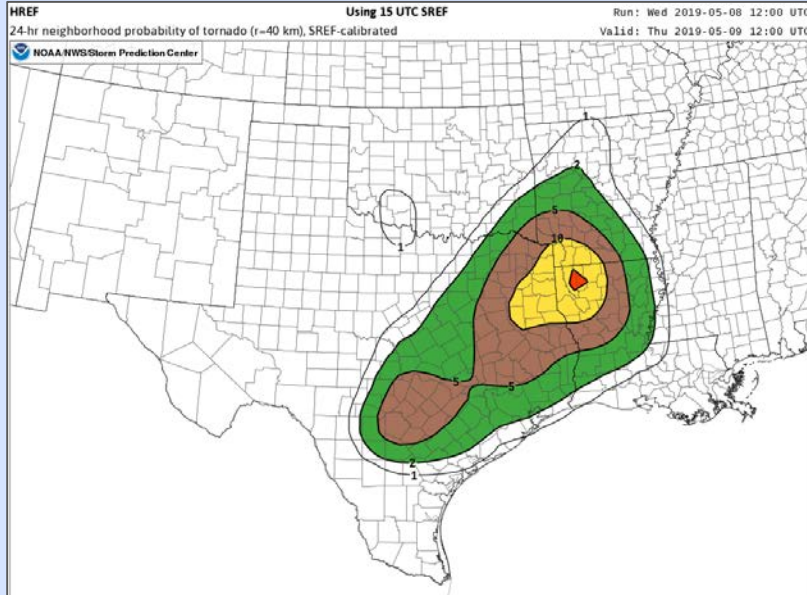 HREF
Using 15 UTC SREF
Run: Wed 2019-05-08 12:00 UTC
24-hr neighborhood probability of tornado (r=40 km), SREF-calibrated
Valid: Thu 2019-05-09 12:00 UTC
NOAA/NWS/Storm Prediction Center
1
2
5
10
1
5
5
2
1